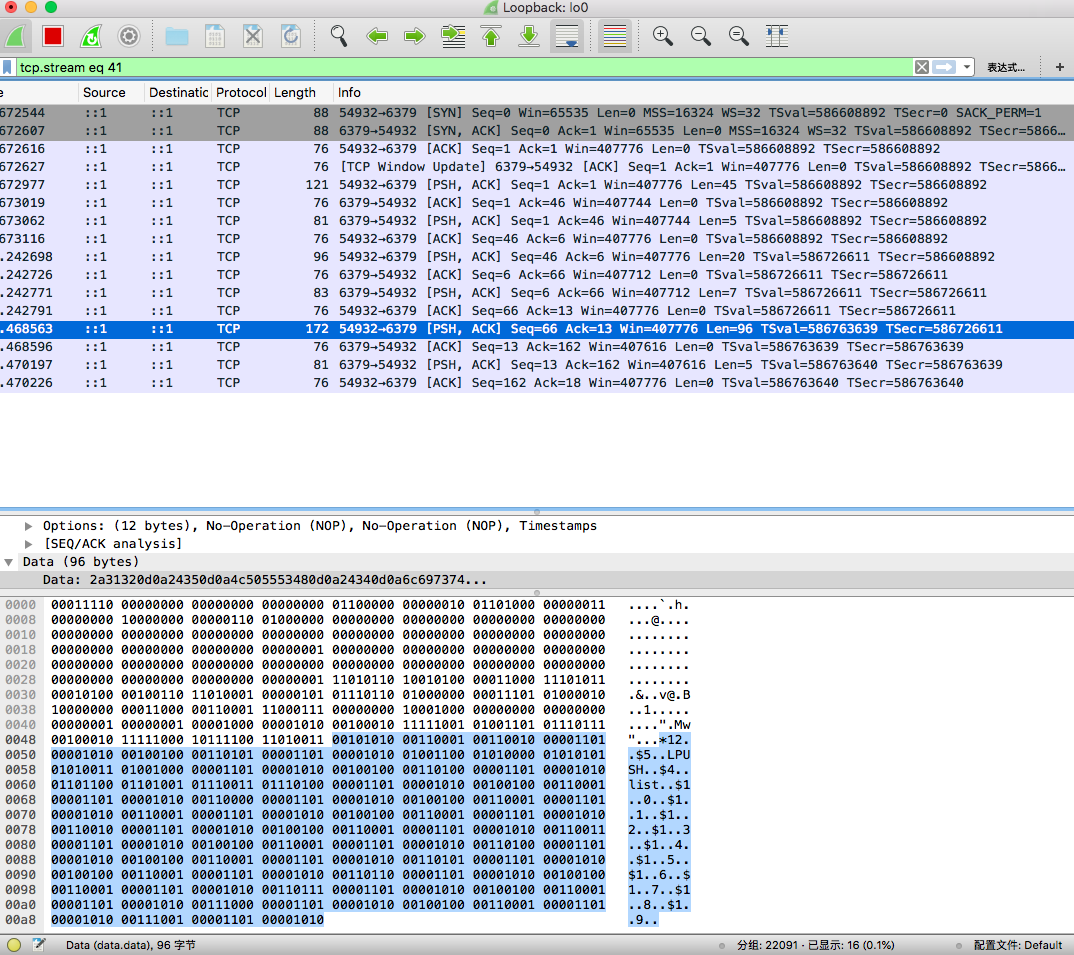 Loopback: lo0
tcp.stream eq 41 表达式… +
e Source Destinatic Protocol Length Info
672544 ::1 ::1 TCP 88 54932→6379 [SYN] Seq=0 Win=65535 Len=0 MSS=16324 WS=32 TSval=586608892 TSecr=0 SACK_PERM=1
672607 ::1 ::1 TCP 88 6379→54932 [SYN, ACK] Seq=0 Ack=1 Win=65535 Len=0 MSS=16324 WS=32 TSval=586608892 TSecr=5866…
672616 ::1 ::1 TCP 76 54932→6379 [ACK] Seq=1 Ack=1 Win=407776 Len=0 TSval=586608892 TSecr=586608892
672627 ::1 ::1 TCP 76 [TCP Window Update] 6379→54932 [ACK] Seq=1 Ack=1 Win=407776 Len=0 TSval=586608892 TSecr=5866…
672977 ::1 ::1 TCP 121 54932→6379 [PSH, ACK] Seq=1 Ack=1 Win=407776 Len=45 TSval=586608892 TSecr=586608892
673019 ::1 ::1 TCP 76 6379→54932 [ACK] Seq=1 Ack=46 Win=407744 Len=0 TSval=586608892 TSecr=586608892
673062 ::1 ::1 TCP 81 6379→54932 [PSH, ACK] Seq=1 Ack=46 Win=407744 Len=5 TSval=586608892 TSecr=586608892
673116 ::1 ::1 TCP 76 54932→6379 [ACK] Seq=46 Ack=6 Win=407776 Len=0 TSval=586608892 TSecr=586608892
.242698 ::1 ::1 TCP 96 54932→6379 [PSH, ACK] Seq=46 Ack=6 Win=407776 Len=20 TSval=586726611 TSecr=586608892
.242726 ::1 ::1 TCP 76 6379→54932 [ACK] Seq=6 Ack=66 Win=407712 Len=0 TSval=586726611 TSecr=586726611
.242771 ::1 ::1 TCP 83 6379→54932 [PSH, ACK] Seq=6 Ack=66 Win=407712 Len=7 TSval=586726611 TSecr=586726611
.242791 ::1 ::1 TCP 76 54932→6379 [ACK] Seq=66 Ack=13 Win=407776 Len=0 TSval=586726611 TSecr=586726611
.468563 ::1 ::1 TCP 172 54932→6379 [PSH, ACK] Seq=66 Ack=13 Win=407776 Len=96 TSval=586763639 TSecr=586726611
.468596 ::1 ::1 TCP 76 6379→54932 [ACK] Seq=13 Ack=162 Win=407616 Len=0 TSval=586763639 TSecr=586763639
.470197 ::1 ::1 TCP 81 6379→54932 [PSH, ACK] Seq=13 Ack=162 Win=407616 Len=5 TSval=586763640 TSecr=586763639
.470226 ::1 ::1 TCP 76 54932→6379 [ACK] Seq=162 Ack=18 Win=407776 Len=0 TSval=586763640 TSecr=586763640
Options: (12 bytes), No-Operation (NOP), No-Operation (NOP), Timestamps
[SEQ/ACK analysis]
Data (96 bytes)
Data: 2a31320d0a24350d0a4c505553480d0a24340d0a6c697374...
0000 00011110 00000000 00000000 00000000 01100000 00000010 01101000 00000011 ....`.h.
0008 00000000 10000000 00000110 01000000 00000000 00000000 00000000 00000000 ...@....
0010 00000000 00000000 00000000 00000000 00000000 00000000 00000000 00000000 ........
0018 00000000 00000000 00000000 00000001 00000000 00000000 00000000 00000000 ........
0020 00000000 00000000 00000000 00000000 00000000 00000000 00000000 00000000 ........
0028 00000000 00000000 00000000 00000001 11010110 10010100 00011000 11101011 ........
0030 00010100 00100110 11010001 00000101 01110110 01000000 00011101 01000010 .&..v@.B
0038 10000000 00011000 00110001 11000111 00000000 10001000 00000000 00000000 ..1.....
0040 00000001 00000001 00001000 00001010 00100010 11111001 01001101 01110111 ....".Mw
0048 00100010 11111000 10111100 11010011 00101010 00110001 00110010 00001101 "...*12.
0050 00001010 00100100 00110101 00001101 00001010 01001100 01010000 01010101 .$5..LPU
0058 01010011 01001000 00001101 00001010 00100100 00110100 00001101 00001010 SH..$4..
0060 01101100 01101001 01110011 01110100 00001101 00001010 00100100 00110001 list..$1
0068 00001101 00001010 00110000 00001101 00001010 00100100 00110001 00001101 ..0..$1.
0070 00001010 00110001 00001101 00001010 00100100 00110001 00001101 00001010 .1..$1..
0078 00110010 00001101 00001010 00100100 00110001 00001101 00001010 00110011 2..$1..3
0080 00001101 00001010 00100100 00110001 00001101 00001010 00110100 00001101 ..$1..4.
0088 00001010 00100100 00110001 00001101 00001010 00110101 00001101 00001010 .$1..5..
0090 00100100 00110001 00001101 00001010 00110110 00001101 00001010 00100100 $1..6..$
0098 00110001 00001101 00001010 00110111 00001101 00001010 00100100 00110001 1..7..$1
00a0 00001101 00001010 00111000 00001101 00001010 00100100 00110001 00001101 ..8..$1.
00a8 00001010 00111001 00001101 00001010 .9..
Data (data.data), 96 字节 分组: 22091 · 已显示: 16 (0.1%) 配置文件: Default